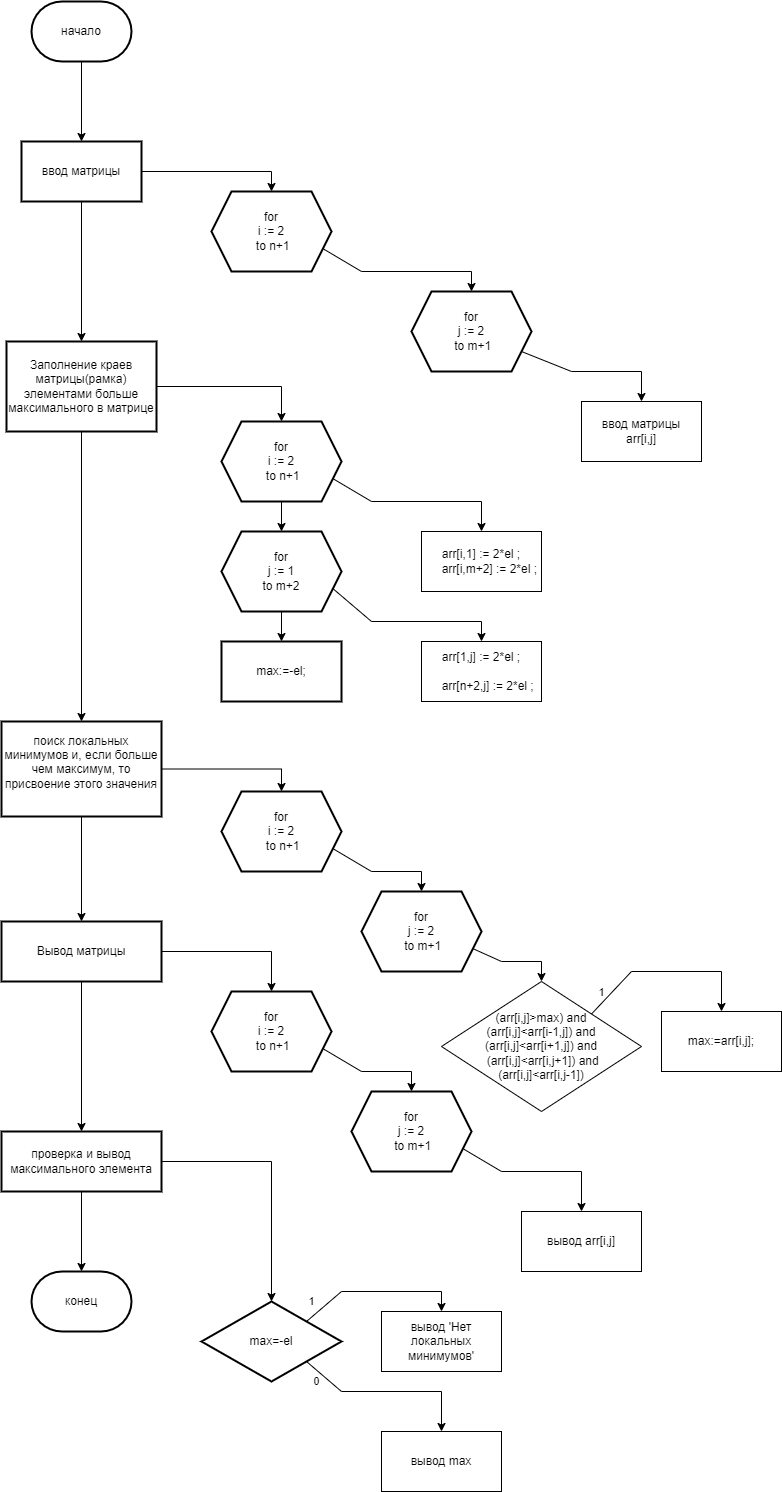 начало
ввод матрицы
for
i := 2
to n+1
for
j := 2
to m+1
ввод матрицы
arr[i,j]
Заполнение краев
матрицы(рамка)
элементами больше
максимального в матрице
for
i := 2
to n+1
arr[i,1] := 2*el ;
arr[i,m+2] := 2*el ;
for
j := 1
to m+2
arr[1,j] := 2*el ;
arr[n+2,j] := 2*el ;
max:=-el;
поиск локальных
минимумов и, если больше
чем максимум, то
присвоение этого значения
for
i := 2
to n+1
for
j := 2
to m+1
(arr[i,j]>max) and
(arr[i,j]<arr[i-1,j]) and
(arr[i,j]<arr[i+1,j]) and
(arr[i,j]<arr[i,j+1]) and
(arr[i,j]<arr[i,j-1])
1
max:=arr[i,j];
Вывод матрицы
for
i := 2
to n+1
for
j := 2
to m+1
вывод arr[i,j]
проверка и вывод
максимального элемента
max=-el
1
вывод 'Нет
локальных
минимумов'
0
вывод max
конец